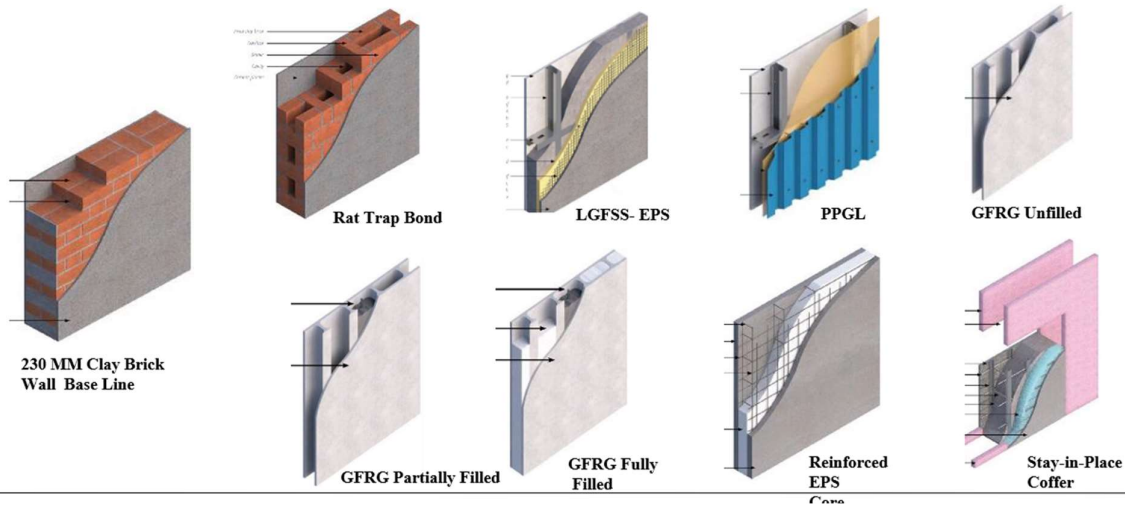 Rat Trap Bond
LGFSS- EPS
PPGL
GFRG Unfilled
230 MM Clay Brick
Wall Base Line
GFRG Partially Filled
GFRG Fully
Filled
Reinforced
EPS
Core
Stay-in-Place
Coffer